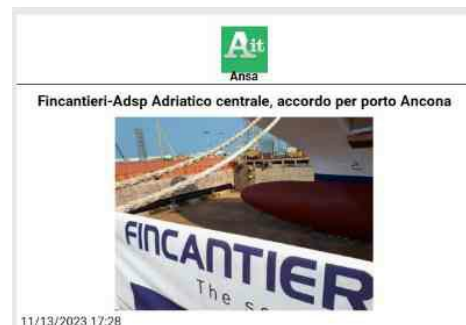 Ait
Ansa
Fincantieri-Adsp Adriatico centrale, accordo per porto Ancona
FINCANTIER
The s
11/13/2023 17:28